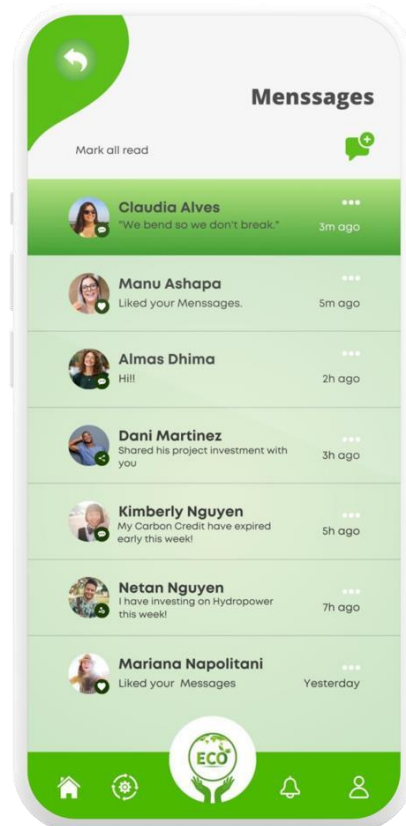 Menssages
Mark all read
Claudia Alves
"We bend so we don't break."
3m ago
Manu Ashapa
Liked your Menssages.
5m ago
Almas Dhima
Hi!!
2h ago
Dani Martinez
Shared his project investment with
you
3h ago
Kimberly Nguyen
My Carbon Credit have expired
early this week!
5h ago
Netan Nguyen
I have investing on Hydropower
this week!
7h ago
Mariana Napolitani
Liked your Messages
Yesterday
ECO